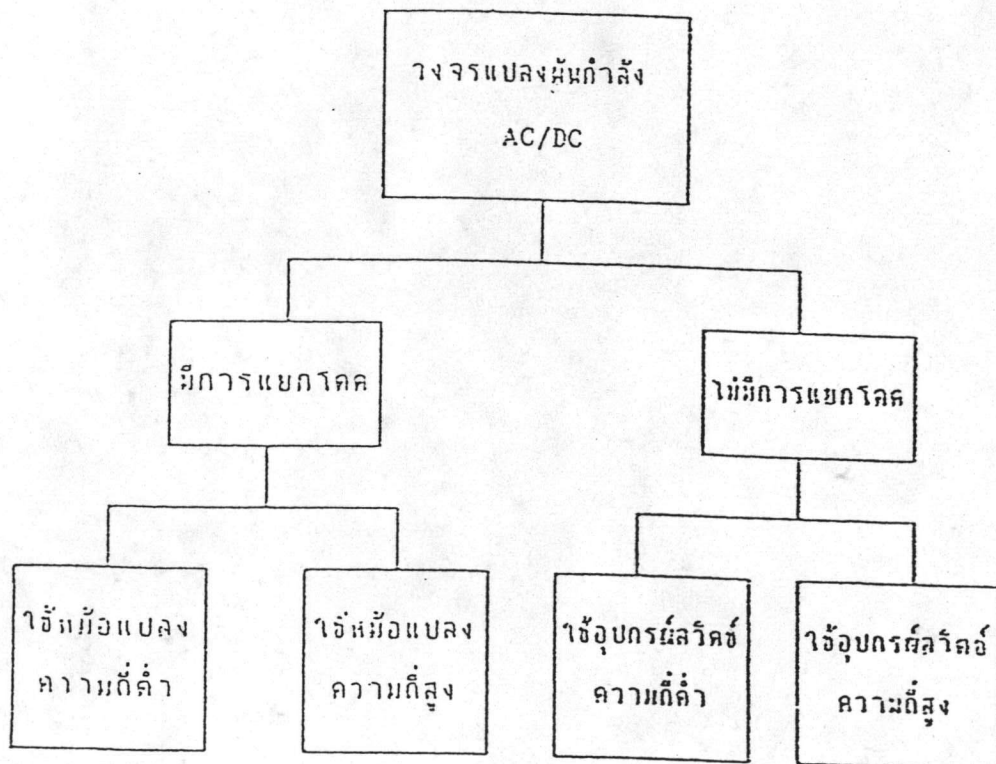 วงจรแปลงผันกำลัง
AC/DC
มีการแยกโดด
ไม่มีการแยกโดด
ใช้หม้อแปลง
ความถี่ต่ำ
ใช้หม้อแปลง
ความถี่สูง
ใช้อุปกรณ์สวิตช์
ความถี่ต่ำ
ใช้อุปกรณ์สวิตช์
ความถี่สูง